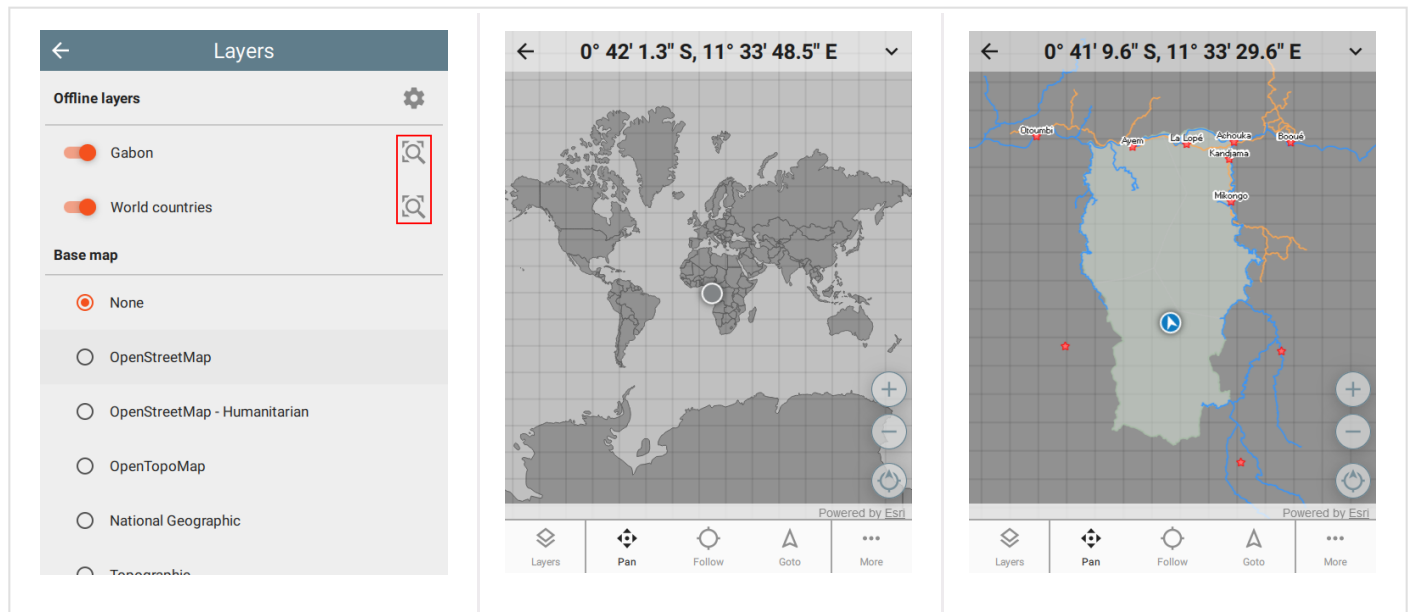 Layers
Offline layers
Gabon
World countries
Base map
None
OpenStreetMap
OpenStreetMap - Humanitarian
OpenTopoMap
National Geographic
Topographic
0° 42' 1.3" S, 11° 33' 48.5" E
Powered by Esri
Layers
Pan
Follow
Goto
More
0° 41' 9.6" S, 11° 33' 29.6" E
Otoumbi
Ayem
La Lopé
Achouka
Booué
Kandjama
Mikongo
Powered by Esri
Layers
Pan
Follow
Goto
More